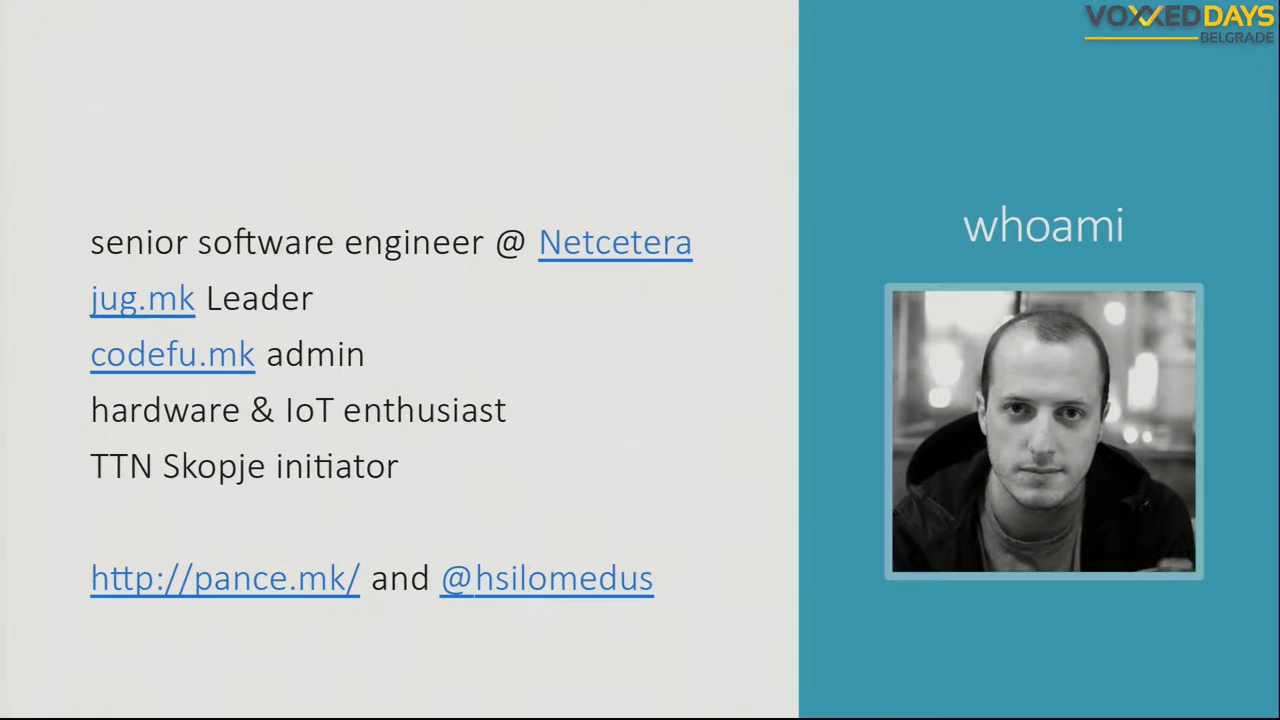 VOXXED DAYS
BELGRADE
senior software engineer @ Netcetera
jug.mk Leader
codefu.mk admin
hardware & IoT enthusiast
TTN Skopje initiator
http://pance.mk/ and @hsilomedus
whoami